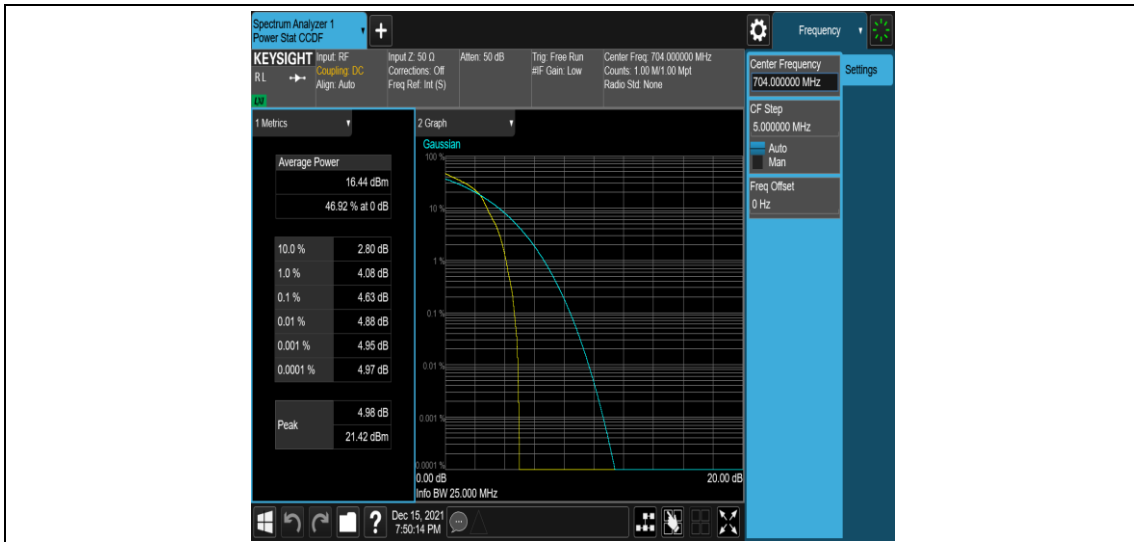 Spectrum Analyzer 1
Power Stat CCDF
+
Frequency
KEYSIGHT
RL
LXI
Input: RF
Coupling: DC
Align: Auto
Input Z: 50 Ω
Corrections: Off
Freq Ref: Int (S)
Atten: 50 dB
Trig: Free Run
#IF Gain: Low
Center Freq: 704.000000 MHz
Counts: 1.00 M/1.00 Mpt
Radio Std: None
Center Frequency
704.000000 MHz
Settings
CF Step
5.000000 MHz
Auto
Man
Freq Offset
0 Hz
1 Metrics
Average Power
16.44 dBm
46.92 % at 0 dB
10.0 % 2.80 dB
1.0 % 4.08 dB
0.1 % 4.63 dB
0.01 % 4.88 dB
0.001 % 4.95 dB
0.0001 % 4.97 dB
Peak 4.98 dB
21.42 dBm
2 Graph
Gaussian
100 %
10 %
1 %
0.1 %
0.01 %
0.001 %
0.0001 %
0.00 dB 20.00 dB
Info BW 25.000 MHz
?
Dec 15, 2021
7:50:14 PM